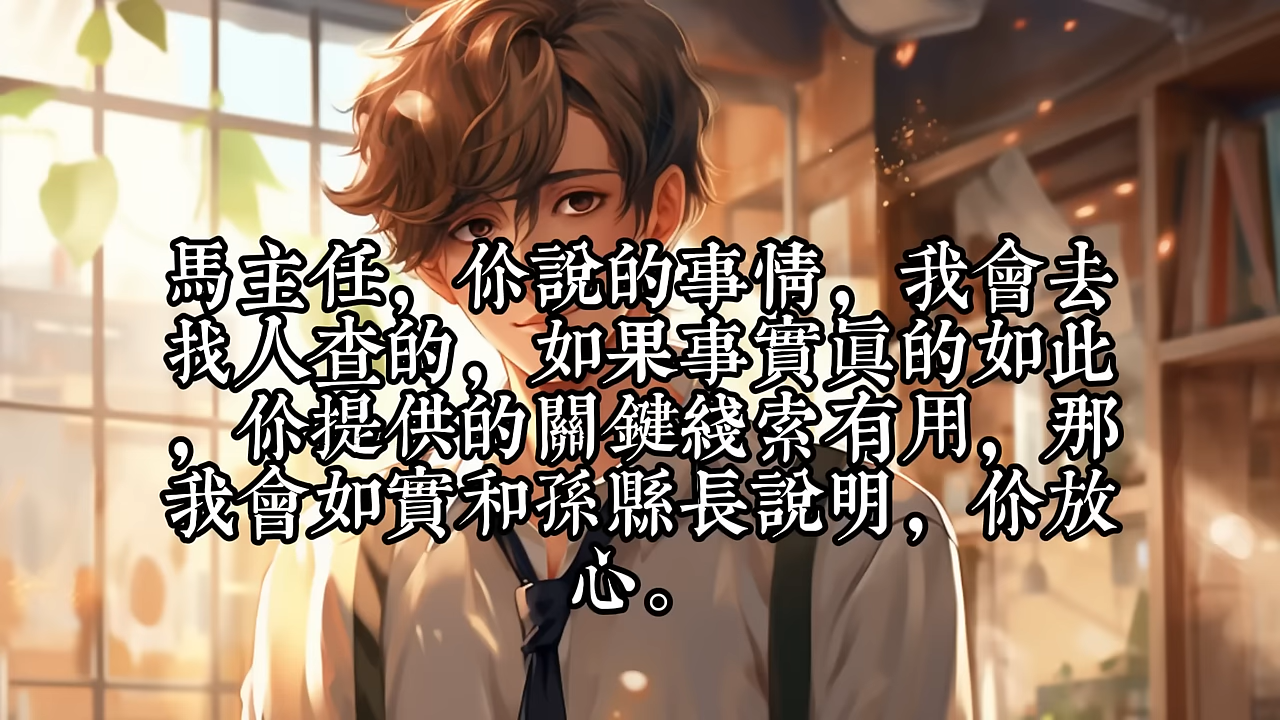 馬主任，你說的事情，我會去
找人查的，如果事實眞的如此
，你提供的關鍵綫索有用，那
我會如實和孫縣長說明，你放
心。